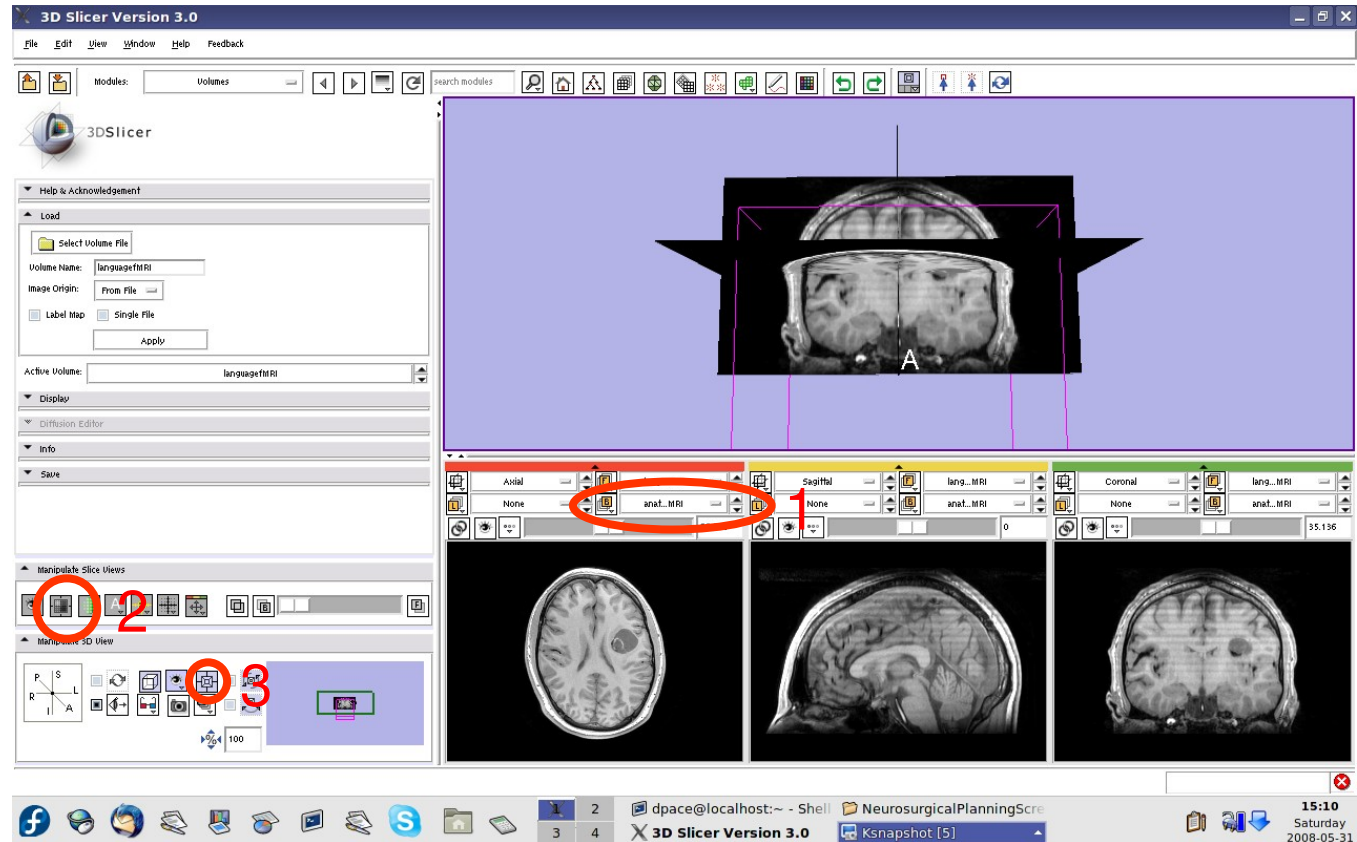 3D Slicer Version 3.0
File Edit View Window Help Feedback
Modules: Volumes search modules
3DSlicer
Help & Acknowledgement
Load
Select Volume File
Volume Name: languagefMRI
Image Origin: From File
Label Map Single File
Apply
Active Volume: languagefMRI
Display
Diffusion Editor
Info
Save
A
Axial F
L None B anat...MRI
1
Sagittal F lang...MRI
L None B anat...MRI
0
Coronal F lang...MRI
L None B anat...MRI
35.136
Manipulate Slice Views
2
A B F
Manipulate 3D View
3
P S
R L
I A
% 100
1 2 dpace@localhost:~ - Shell NeurosurgicalPlanningScre
3 4 3D Slicer Version 3.0 Ksnapshot [5]
15:10
Saturday
2008-05-31